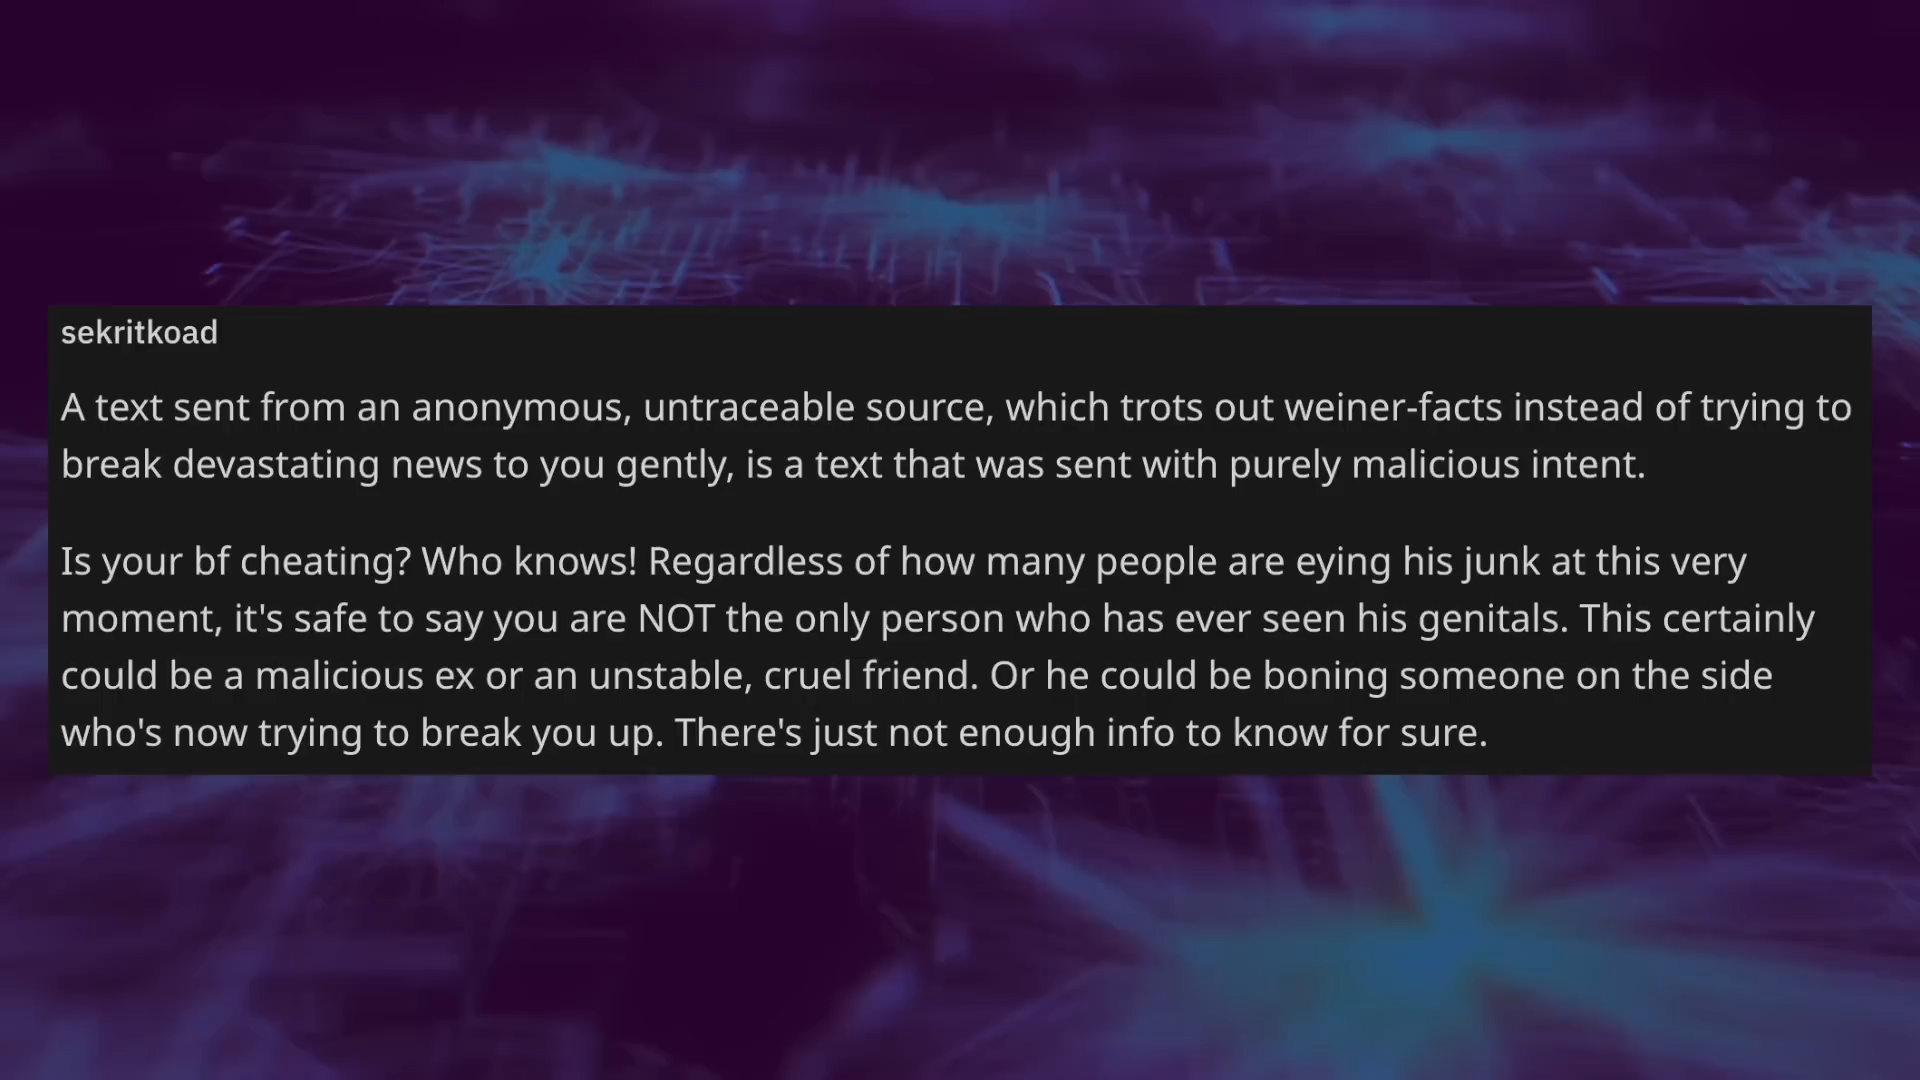 sekritkoad
A text sent from an anonymous, untraceable source, which trots out weiner-facts instead of trying to
break devastating news to you gently, is a text that was sent with purely malicious intent.
Is your bf cheating? Who knows! Regardless of how many people are eying his junk at this very
moment, it's safe to say you are NOT the only person who has ever seen his genitals. This certainly
could be a malicious ex or an unstable, cruel friend. Or he could be boning someone on the side
who's now trying to break you up. There's just not enough info to know for sure.